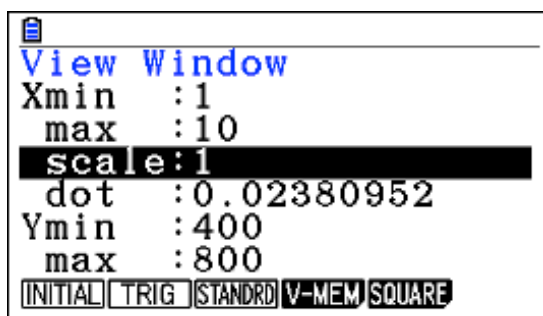 View Window
Xmin :1
max :10
scale:1
dot :0.02380952
Ymin :400
max :800
INITIAL TRIG STANDRD V-MEM SQUARE